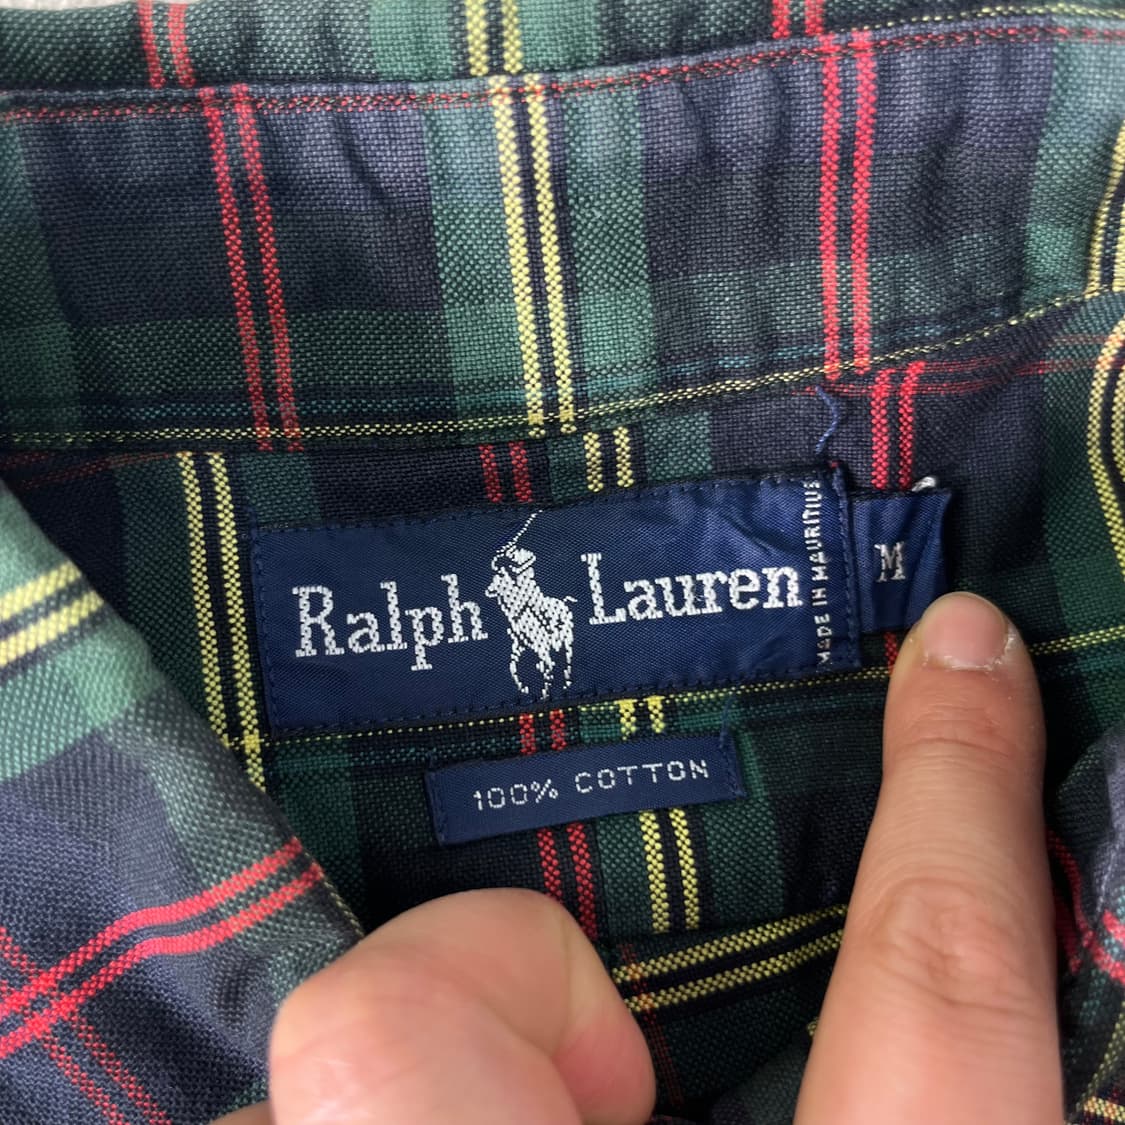 Ralph Lauren
MADE IN MAURITIUS
M
100% COTTON